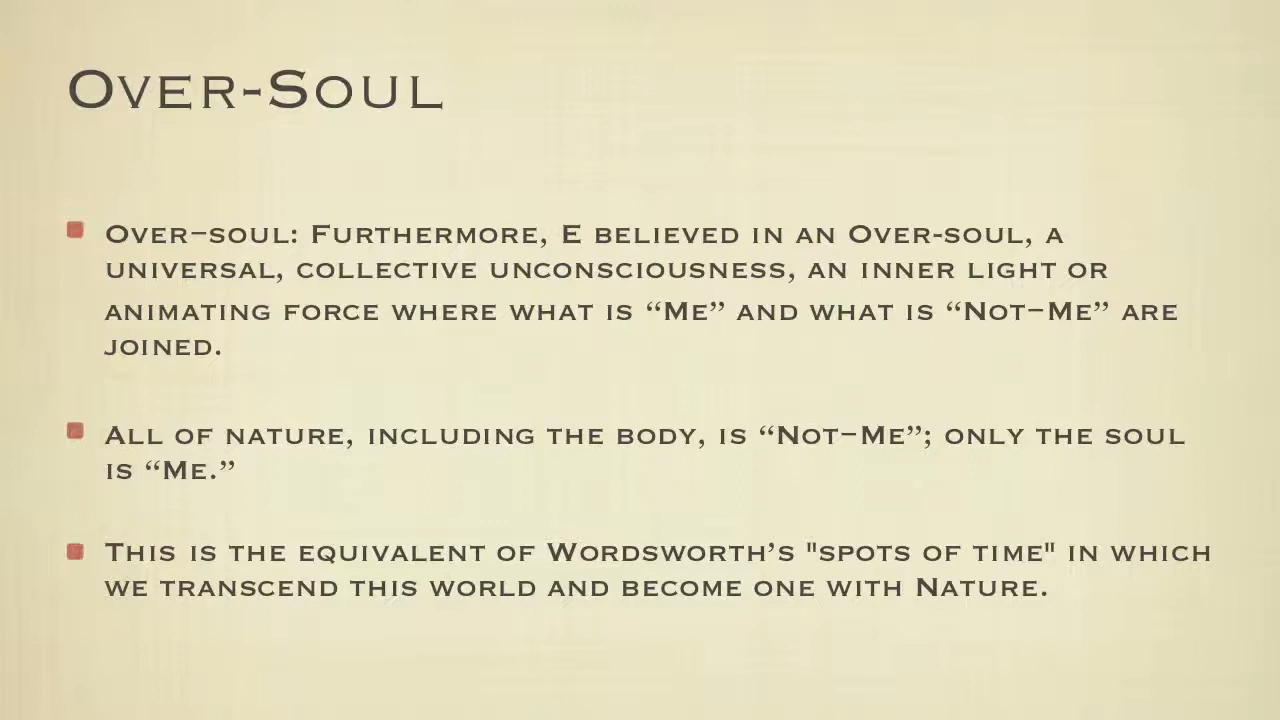 Over-Soul
Over–soul: Furthermore, E believed in an Over-soul, a
universal, collective unconsciousness, an inner light or
animating force where what is “Me” and what is “Not–Me” are
joined.
All of nature, including the body, is “Not–Me”; only the soul
is “Me.”
This is the equivalent of Wordsworth’s "spots of time" in which
we transcend this world and become one with Nature.